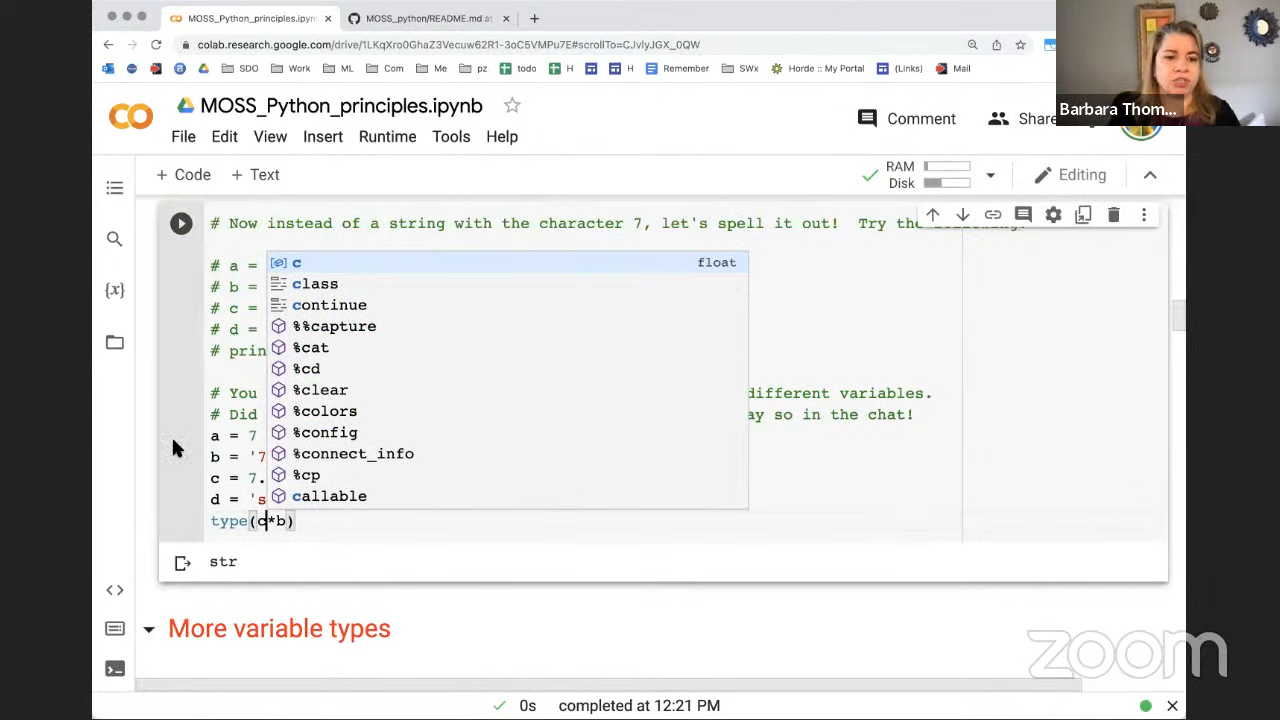 MOSS_Python_principles.ipynb
MOSS_python/README.md at
colab.research.google.com/drive/1LKqXro0GhaZ3Vecuw62R1-3oC5VMPu7E#scrollTo=CJvlyJGX_0QW
SDO
Work
ML
Com
Me
pz
todo
H
H
Remember
SWx
Horde :: My Portal
(Links)
Mail
Barbara Thom...
MOSS_Python_principles.ipynb
File Edit View Insert Runtime Tools Help
Comment
Share
+ Code + Text
RAM
Disk
Editing
# Now instead of a string with the character 7, let's spell it out! Try the
# a =
# b =
# c =
# d =
# prin
c float
class
continue
%%capture
%cat
%cd
%clear
%colors
%config
%connect_info
%cp
callable
# You different variables.
# Did ay so in the chat!
a = 7
b = '7
c = 7.
d = 's
type(c*b)
str
More variable types
zoom
0s completed at 12:21 PM